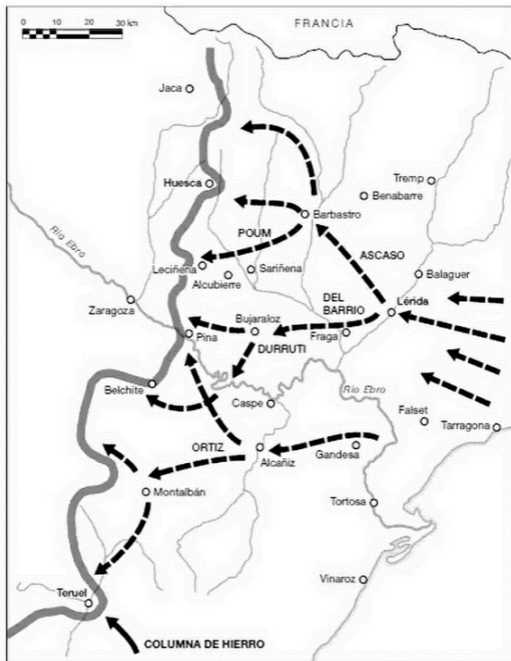 0 10 20 30 km
FRANCIA
Jaca
Huesca
Tremp
Benabarre
Barbastro
POUM
ASCASO
Río Ebro
Leciñena
Sariñena
Alcubierre
Balaguer
Zaragoza
DEL
BARRIO
Lérida
Bujaraloz
Pina
Fraga
DURRUTI
Belchite
Caspe
Río Ebro
Falset
Tarragona
ORTIZ
Alcañiz
Gandesa
Montalbán
Tortosa
Vinaroz
Teruel
COLUMNA DE HIERRO